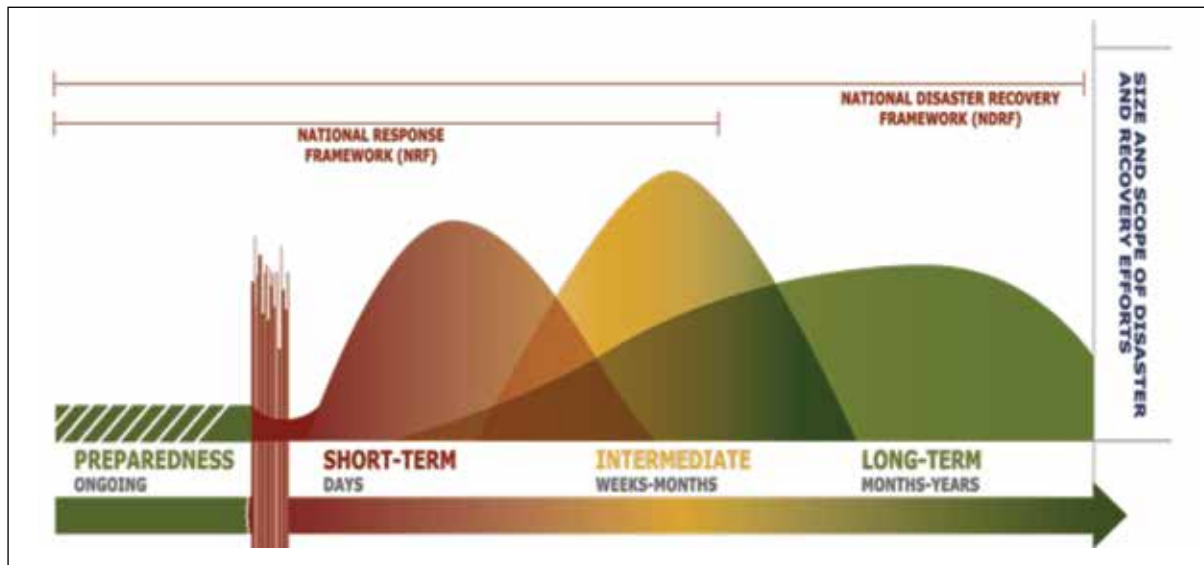 NATIONAL DISASTER RECOVERY
FRAMEWORK (NDRF)
NATIONAL RESPONSE
FRAMEWORK (NRF)
SIZE AND SCOPE OF DISASTER
AND RECOVERY EFFORTS
PREPAREDNESS
ONGOING
SHORT-TERM
DAYS
INTERMEDIATE
WEEKS-MONTHS
LONG-TERM
MONTHS-YEARS